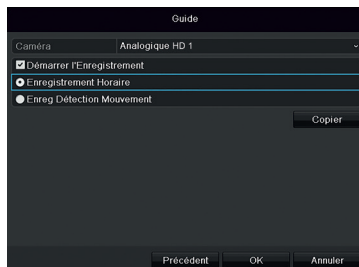 Guide
Caméra Analogique HD 1
Démarrer l'Enregistrement
Enregistrement Horaire
Enreg Détection Mouvement
Copier
Précédent OK Annuler